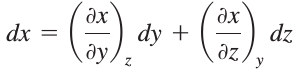 dx = (∂x/∂y)_z dy + (∂x/∂z)_y dz